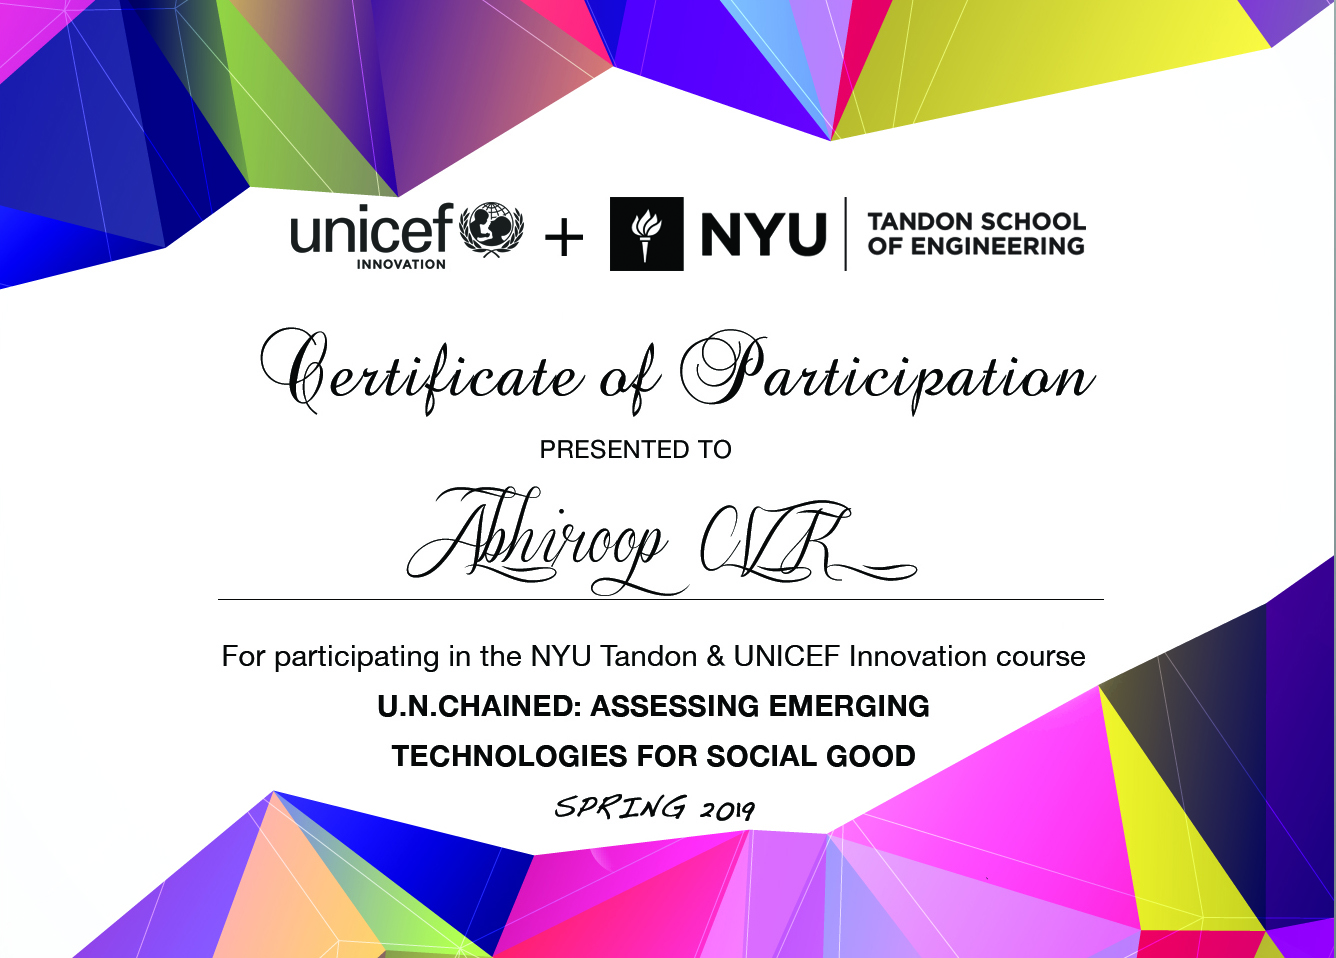 unicef + NYU TANDON SCHOOL
INNOVATION OF ENGINEERING
Certificate of Participation
PRESENTED TO
Abhiroop CVK
For participating in the NYU Tandon & UNICEF Innovation course
U.N.CHAINED: ASSESSING EMERGING
TECHNOLOGIES FOR SOCIAL GOOD
SPRING 2019